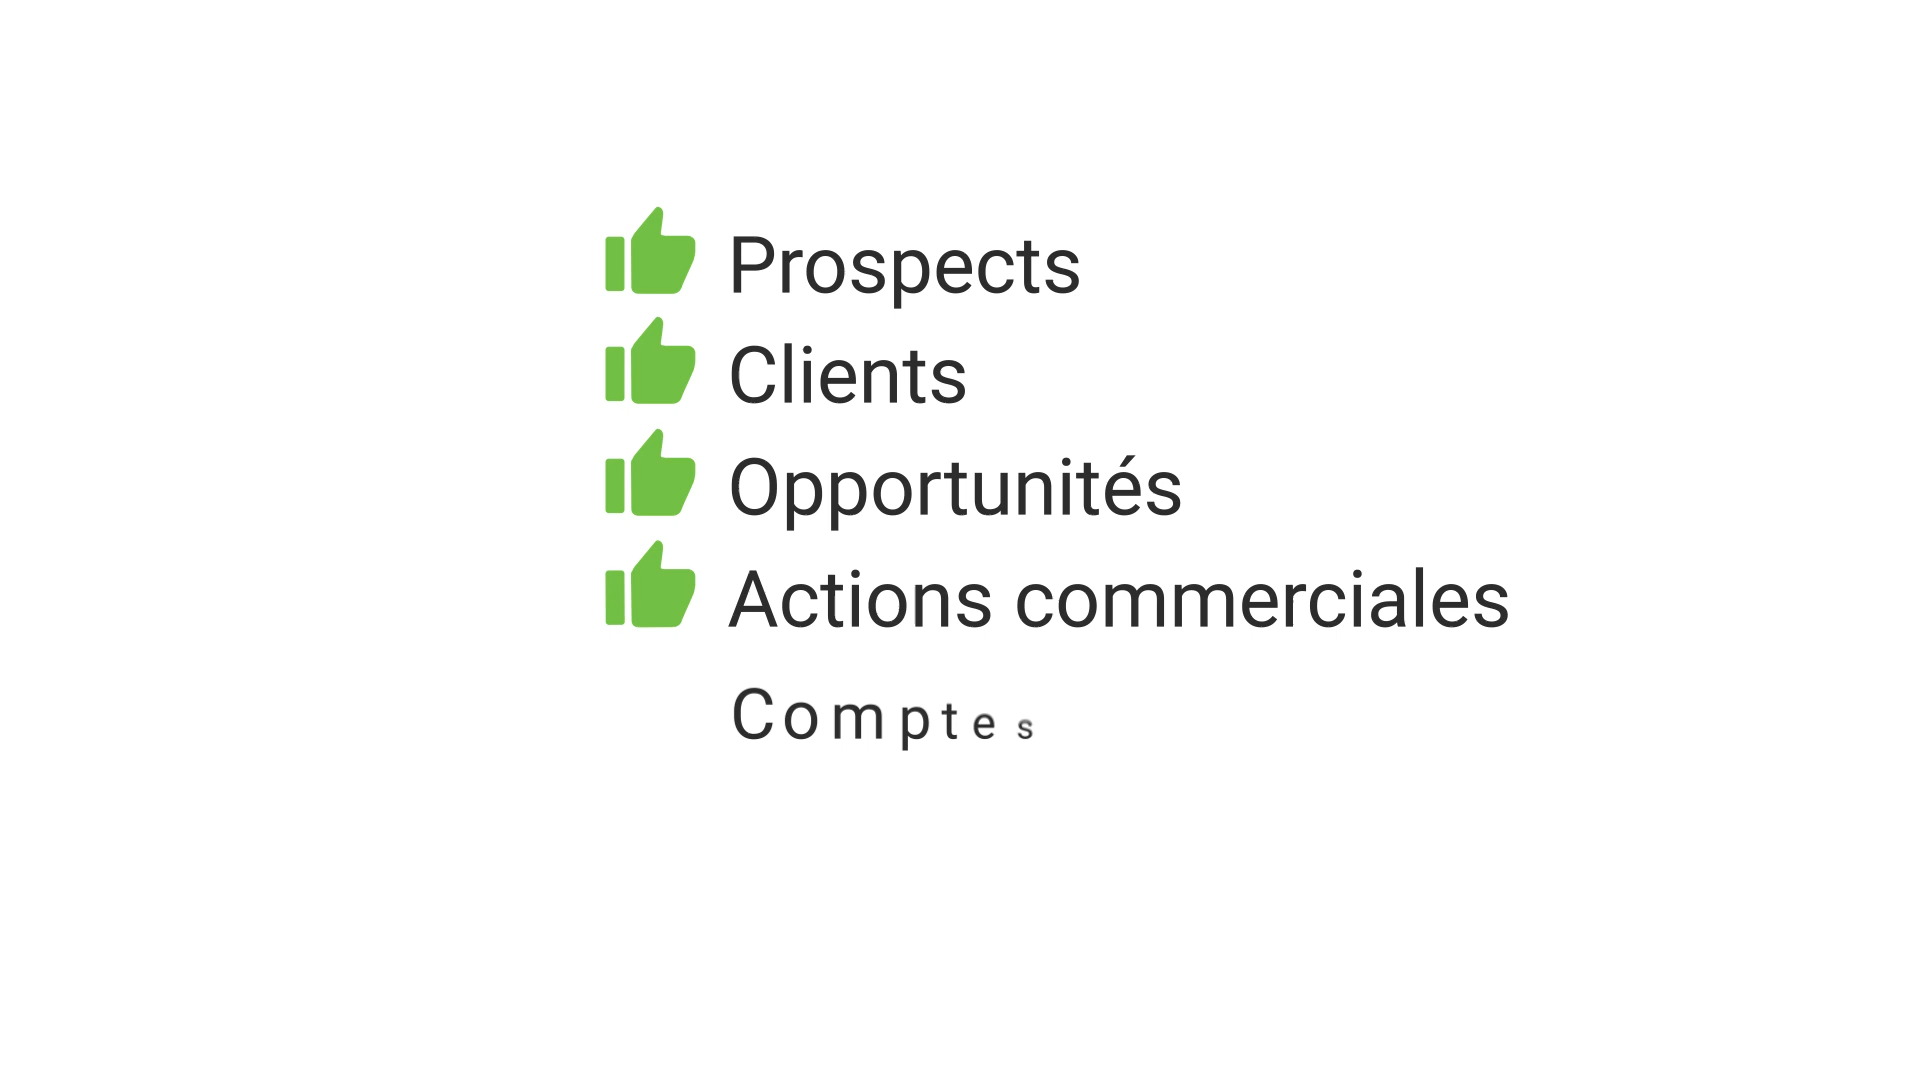 Prospects
Clients
Opportunités
Actions commerciales
Comptes